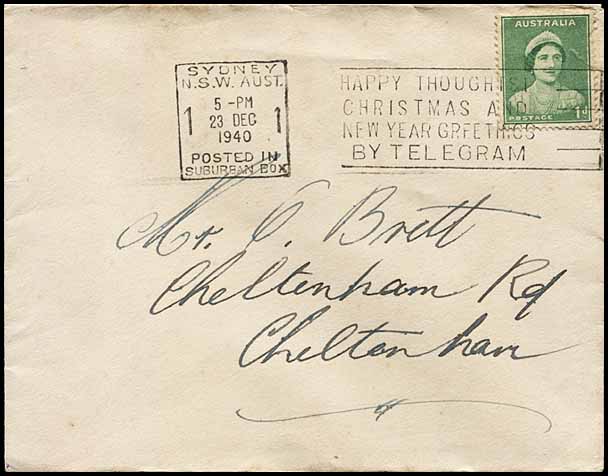 AUSTRALIA
POSTAGE 1d
SYDNEY
N.S.W. AUST.
5 -PM
1 23 DEC 1
1940
POSTED IN
SUBURBAN BOX
HAPPY THOUGHTS
CHRISTMAS AND
NEW YEAR GREETINGS
BY TELEGRAM
Mr. C. Brett
Cheltenham Rd
Cheltenham